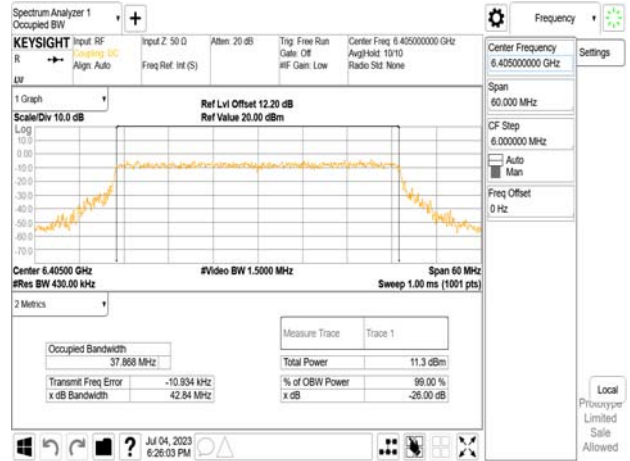 Spectrum Analyzer 1
Occupied BW
Frequency
KEYSIGHT
Input: RF
Coupling: DC
Align: Auto
Input Z: 50 Ω
Freq Ref: Int (S)
Atten: 20 dB
Trig: Free Run
Gate: Off
#IF Gain: Low
Center Freq: 6.405000000 GHz
Avg|Hold: 10/10
Radio Std: None
R
LXI
1 Graph
Scale/Div 10.0 dB
Ref Lvl Offset 12.20 dB
Ref Value 20.00 dBm
Log
10.0
0.00
-10.0
-20.0
-30.0
-40.0
-50.0
-60.0
-70.0
Center 6.40500 GHz
#Res BW 430.00 kHz
#Video BW 1.5000 MHz
Span 60 MHz
Sweep 1.00 ms (1001 pts)
2 Metrics
Measure Trace Trace 1
Occupied Bandwidth
37.868 MHz
Total Power 11.3 dBm
Transmit Freq Error -10.934 kHz
% of OBW Power 99.00 %
x dB Bandwidth 42.84 MHz
x dB -26.00 dB
Jul 04, 2023
6:26:03 PM
Center Frequency
6.405000000 GHz
Settings
Span
60.000 MHz
CF Step
6.000000 MHz
Auto
Man
Freq Offset
0 Hz
Local
Prototype
Limited
Sale
Allowed